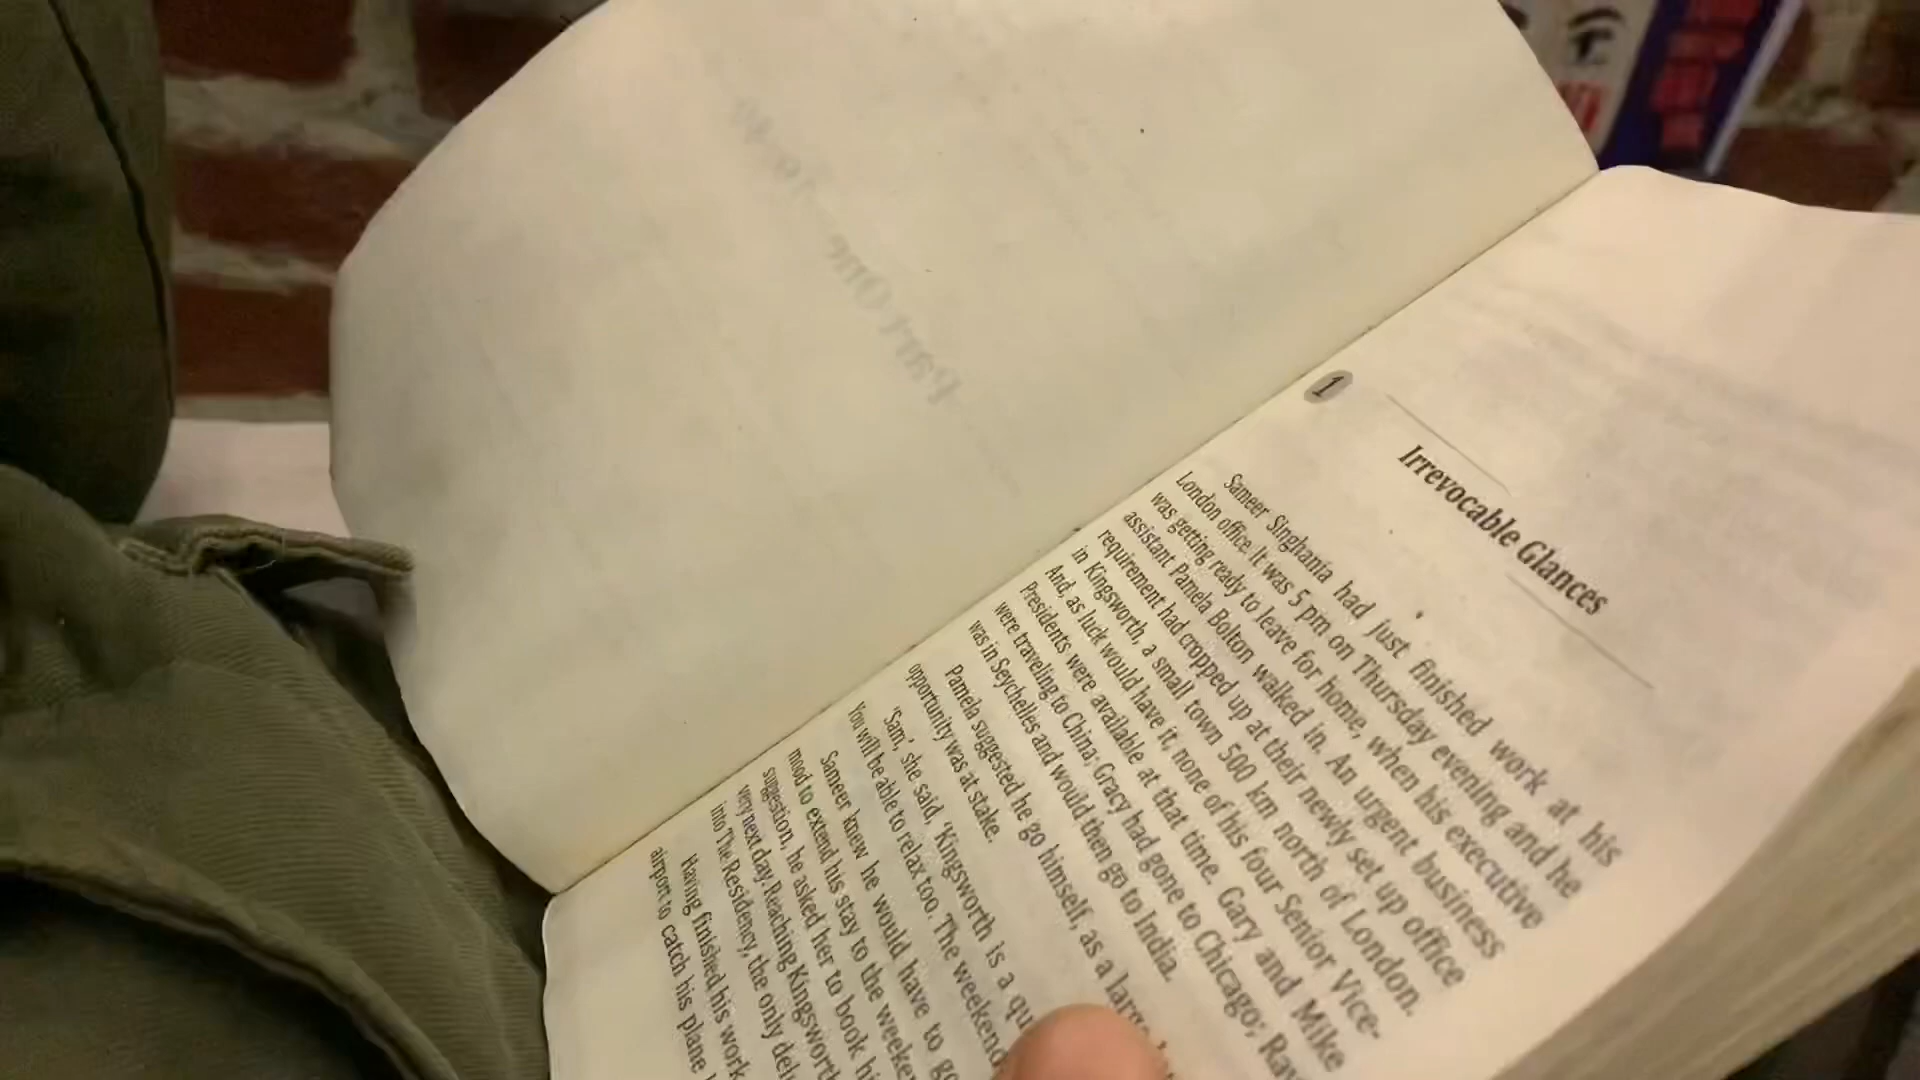 1
Irrevocable Glances
Sameer Singhania had just finished work at his
London office. It was 5 pm on Thursday evening and he
was getting ready to leave for home, when his executive
assistant Pamela Bolton walked in. An urgent business
requirement had cropped up at their newly set up office
in Kingsworth, a small town 500 km north of London.
And, as luck would have it, none of his four Senior Vice-
Presidents were available at that time. Gary and Mike
were traveling to China; Gracy had gone to Chicago;
was in Seychelles and would then go to India.
Pamela suggested he go himself, as a large
opportunity was at stake.
'Sam', she said, 'Kingsworth is a
You will be able to relax too. The weekend
Sameer knew he would have to
mood to extend his stay to the
suggestion, he asked her to book
very next day. Reaching Kingsworth
into The Residency, the only
Having finished his work
airport to catch his plane
Part One